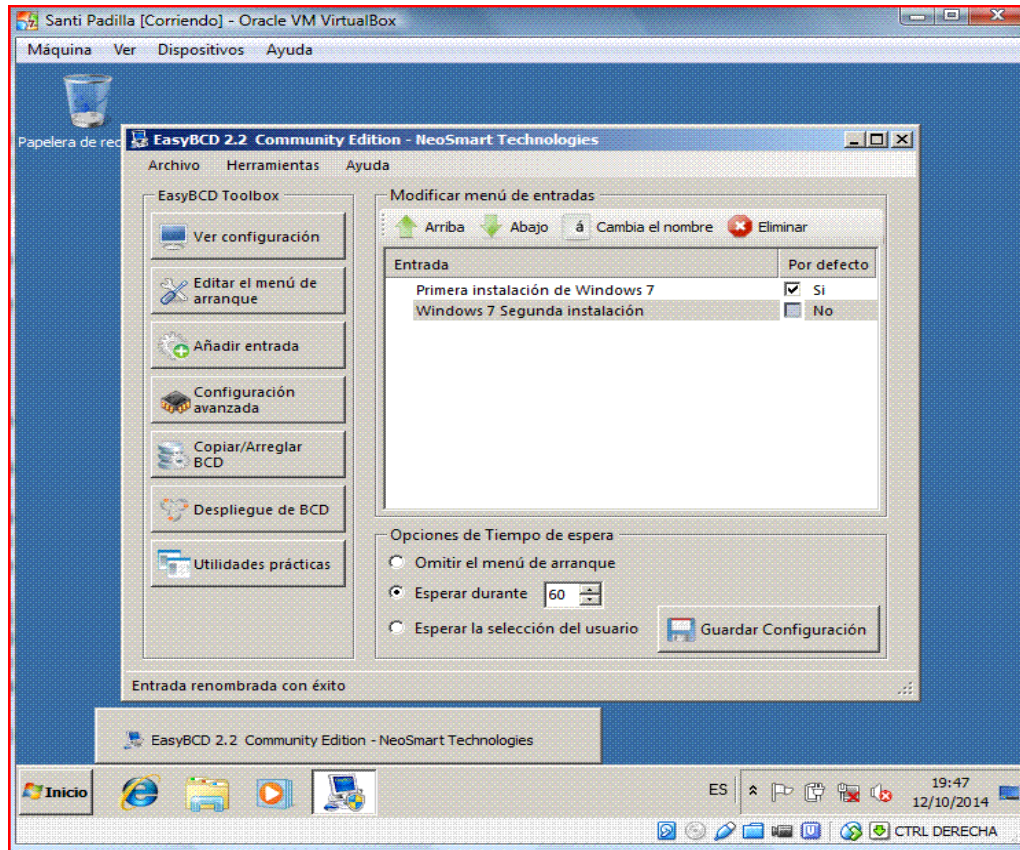 Santi Padilla [Corriendo] - Oracle VM VirtualBox
Máquina Ver Dispositivos Ayuda
Papelera de rec
EasyBCD 2.2 Community Edition - NeoSmart Technologies
Archivo Herramientas Ayuda
EasyBCD Toolbox
Ver configuración
Editar el menú de
arranque
Añadir entrada
Configuración
avanzada
Copiar/Arreglar
BCD
Despliegue de BCD
Utilidades prácticas
Modificar menú de entradas
Arriba Abajo á Cambia el nombre Eliminar
Entrada Por defecto
Primera instalación de Windows 7 Si
Windows 7 Segunda instalación No
Opciones de Tiempo de espera
Omitir el menú de arranque
Esperar durante 60
Esperar la selección del usuario
Guardar Configuración
Entrada renombrada con éxito
EasyBCD 2.2 Community Edition - NeoSmart Technologies
Inicio
ES
19:47
12/10/2014
CTRL DERECHA